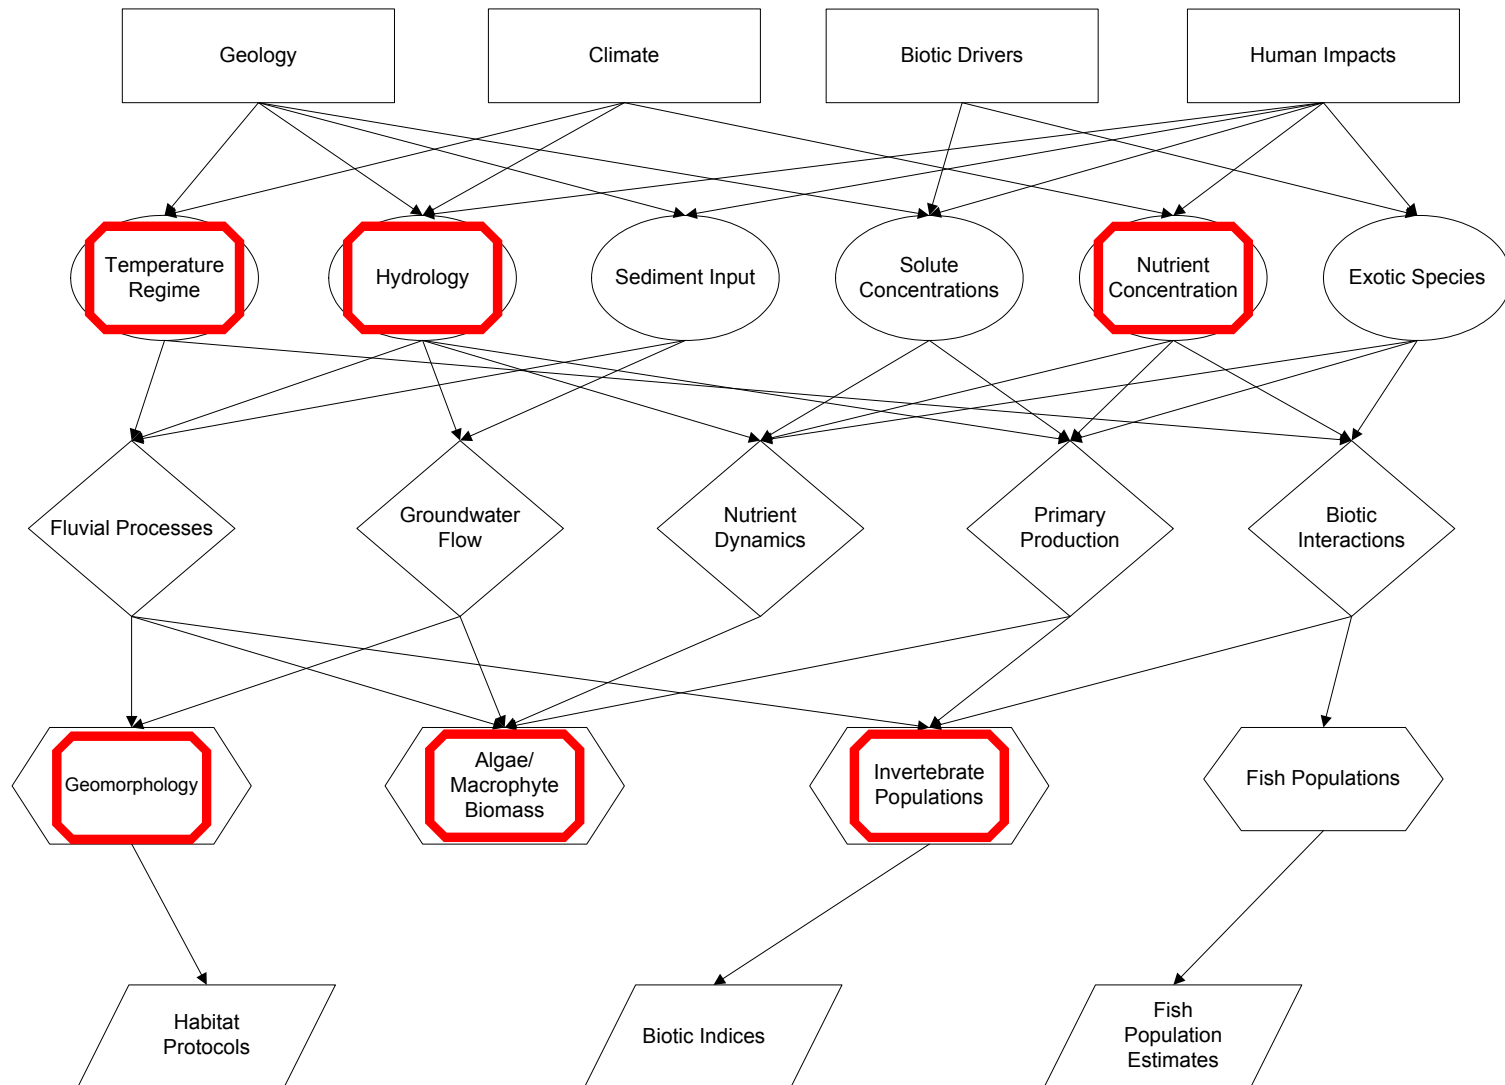 Geology
Climate
Biotic Drivers
Human Impacts
Temperature
Regime
Hydrology
Sediment Input
Solute
Concentrations
Nutrient
Concentration
Exotic Species
Fluvial Processes
Groundwater
Flow
Nutrient
Dynamics
Primary
Production
Biotic
Interactions
Geomorphology
Algae/
Macrophyte
Biomass
Invertebrate
Populations
Fish Populations
Habitat
Protocols
Biotic Indices
Fish
Population
Estimates